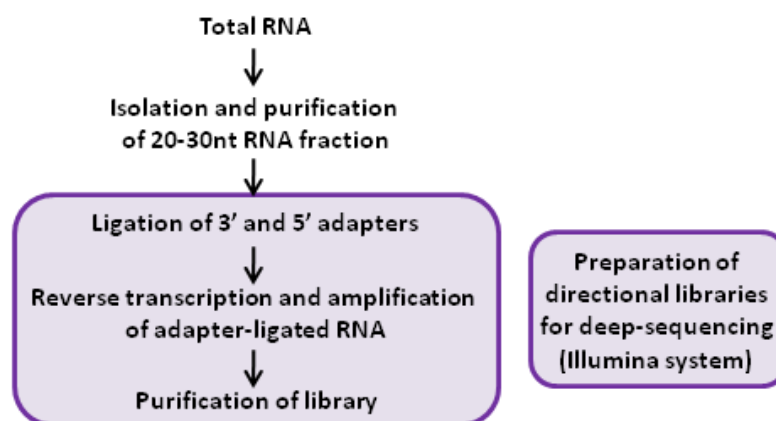 Total RNA
Isolation and purification
of 20-30nt RNA fraction
Ligation of 3’ and 5’ adapters
Reverse transcription and amplification
of adapter-ligated RNA
Purification of library
Preparation of
directional libraries
for deep-sequencing
(Illumina system)